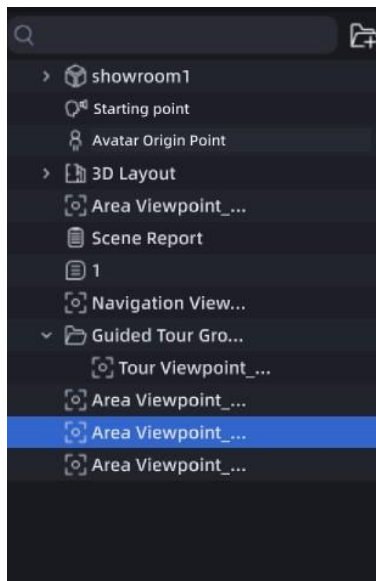 showroom1
Starting point
Avatar Origin Point
3D Layout
Area Viewpoint_...
Scene Report
1
Navigation View...
Guided Tour Gro...
Tour Viewpoint_...
Area Viewpoint_...
Area Viewpoint_...
Area Viewpoint_...